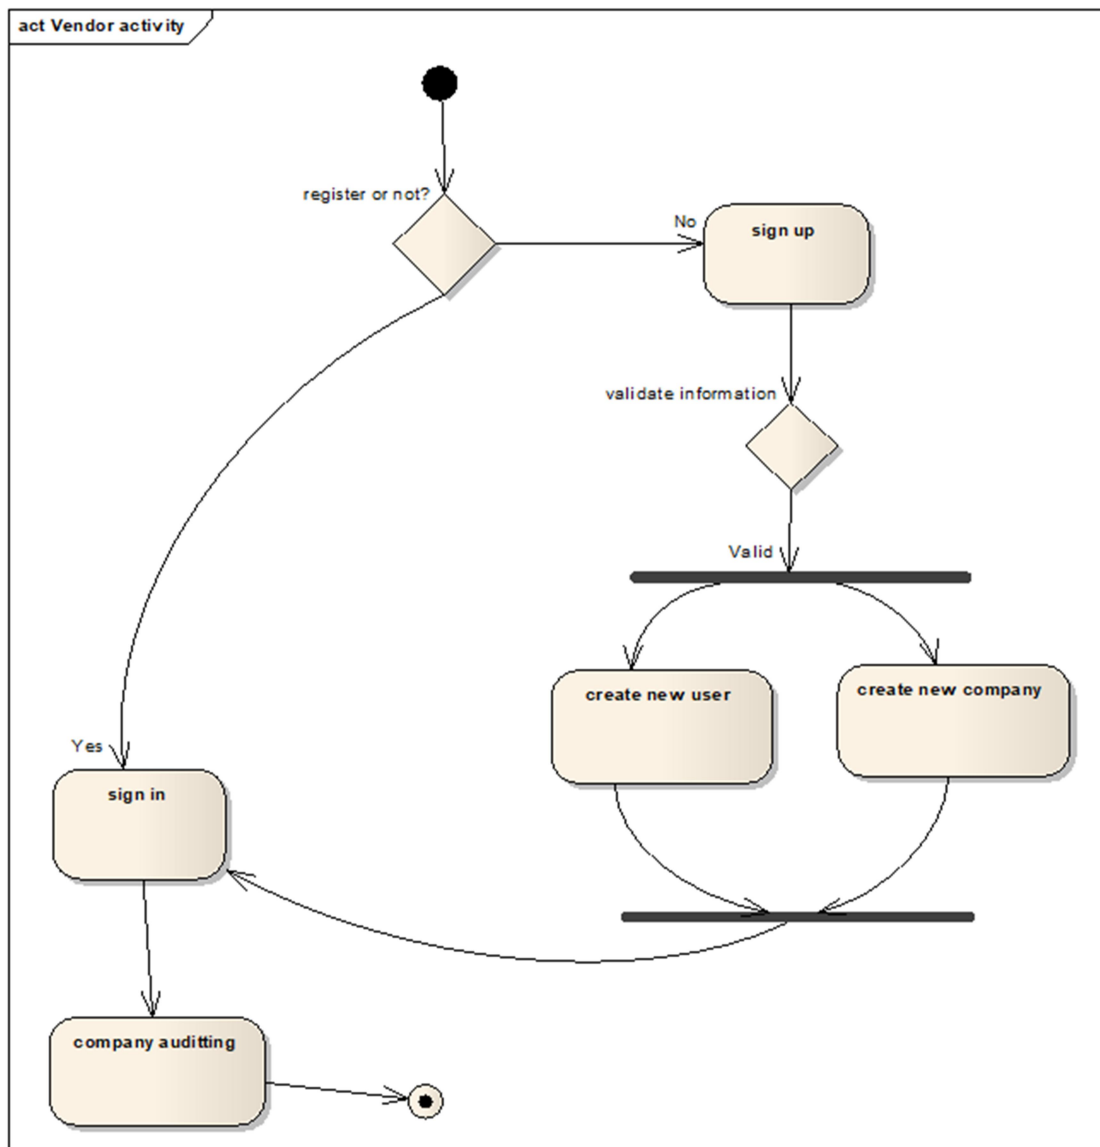 act Vendor activity
register or not?
No
sign up
validate information
Valid
create new user
create new company
Yes
sign in
company auditting